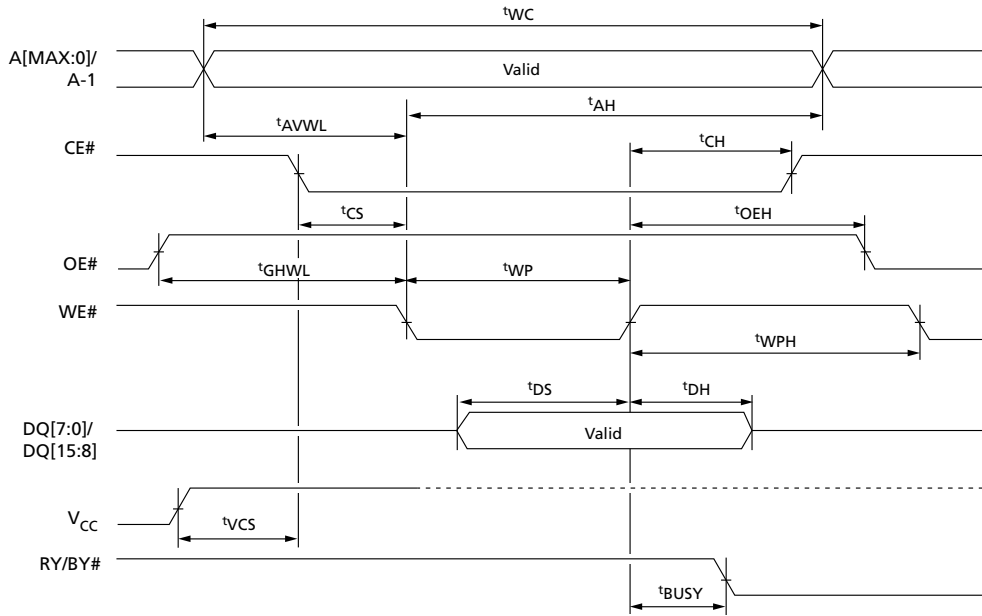 tWC
A[MAX:0]/
A-1
Valid
tAH
tAVWL
CE#
tCH
tCS
tOEH
OE#
tGHWL
tWP
WE#
tWPH
tDS
tDH
DQ[7:0]/
DQ[15:8]
Valid
VCC
tVCS
RY/BY#
tBUSY